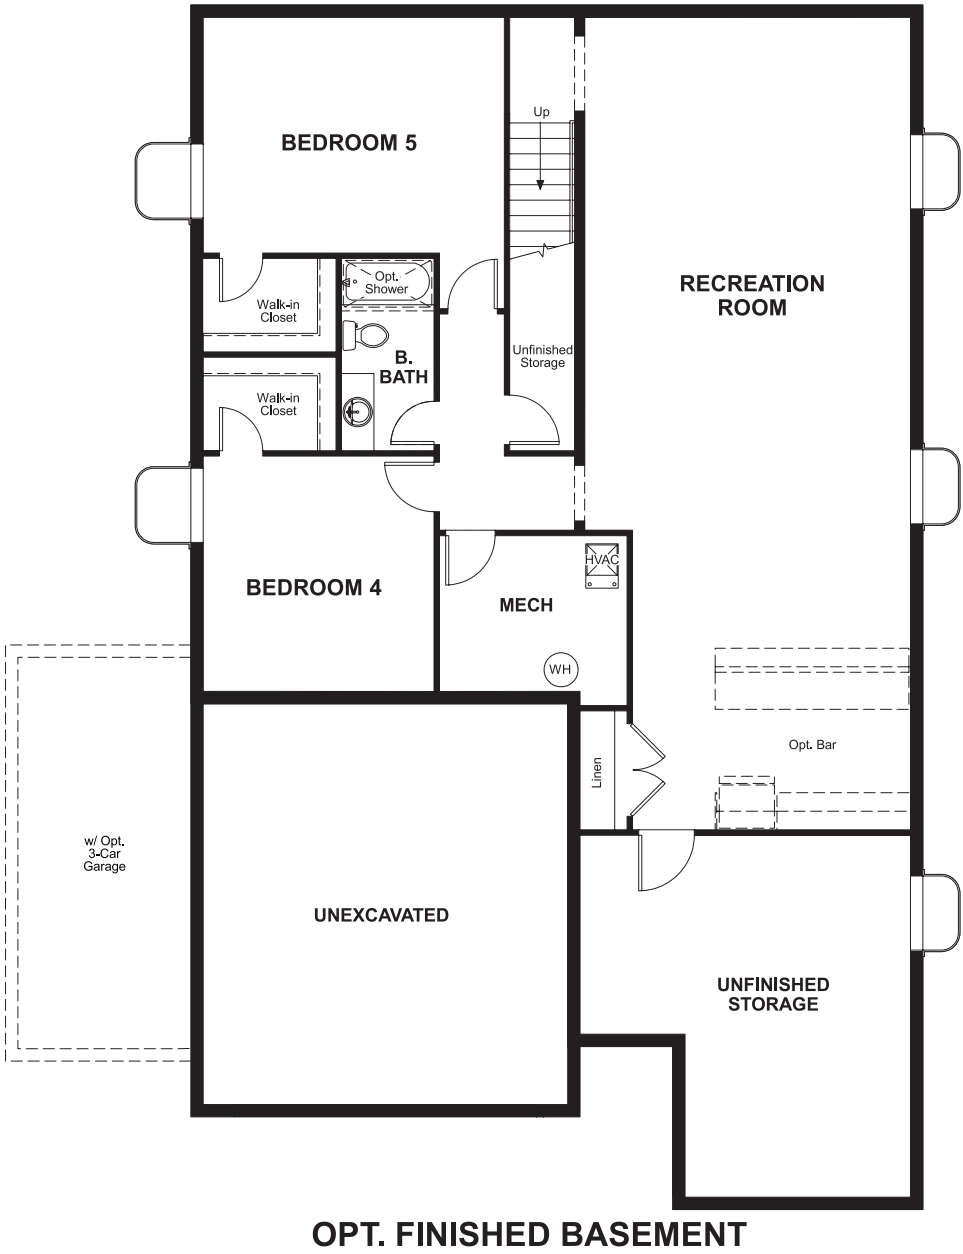 Up
BEDROOM 5
Opt.
Shower
RECREATION
ROOM
Walk-in
Closet
Unfinished
Storage
B.
BATH
Walk-in
Closet
HVAC
BEDROOM 4
MECH
WH
Opt. Bar
Linen
w/ Opt.
3-Car
Garage
UNEXCAVATED
UNFINISHED
STORAGE
OPT. FINISHED BASEMENT